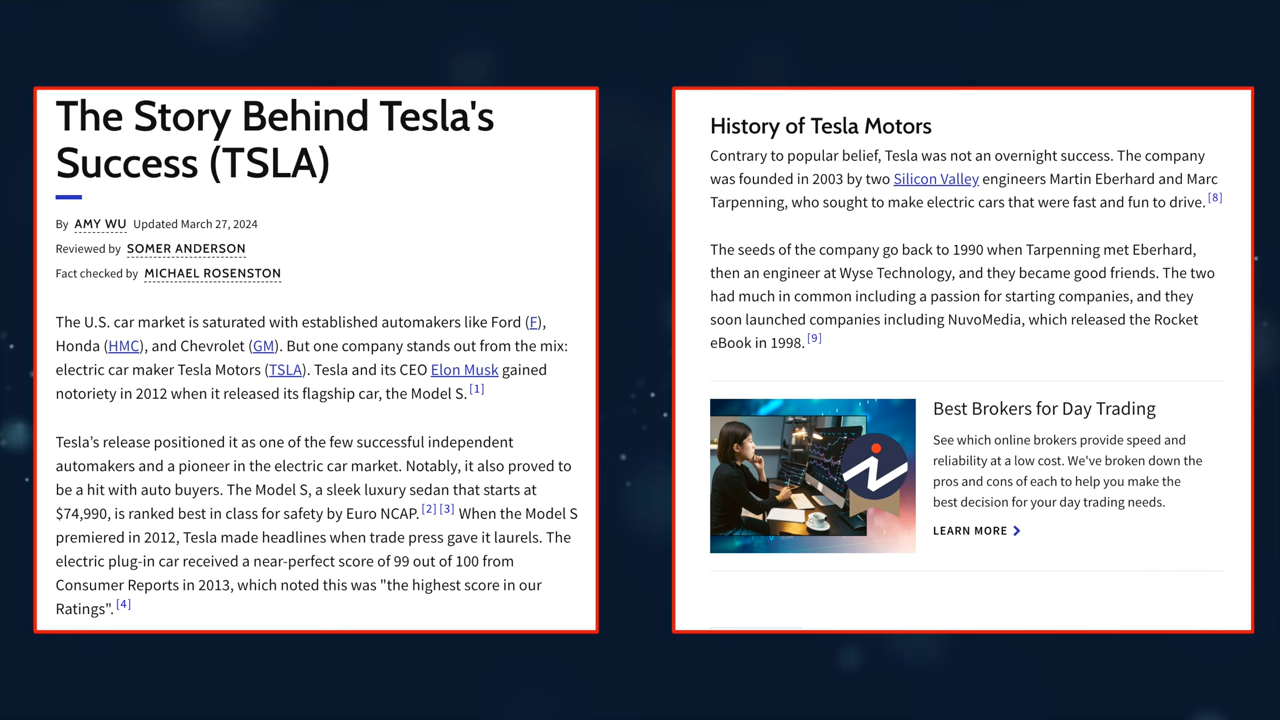 The Story Behind Tesla's
Success (TSLA)
By AMY WU Updated March 27, 2024
Reviewed by SOMER ANDERSON
Fact checked by MICHAEL ROSENSTON
The U.S. car market is saturated with established automakers like Ford (F),
Honda (HMC), and Chevrolet (GM). But one company stands out from the mix:
electric car maker Tesla Motors (TSLA). Tesla and its CEO Elon Musk gained
notoriety in 2012 when it released its flagship car, the Model S. [1]
Tesla’s release positioned it as one of the few successful independent
automakers and a pioneer in the electric car market. Notably, it also proved to
be a hit with auto buyers. The Model S, a sleek luxury sedan that starts at
$74,990, is ranked best in class for safety by Euro NCAP. [2] [3] When the Model S
premiered in 2012, Tesla made headlines when trade press gave it laurels. The
electric plug-in car received a near-perfect score of 99 out of 100 from
Consumer Reports in 2013, which noted this was "the highest score in our
Ratings". [4]
History of Tesla Motors
Contrary to popular belief, Tesla was not an overnight success. The company
was founded in 2003 by two Silicon Valley engineers Martin Eberhard and Marc
Tarpenning, who sought to make electric cars that were fast and fun to drive. [8]
The seeds of the company go back to 1990 when Tarpenning met Eberhard,
then an engineer at Wyse Technology, and they became good friends. The two
had much in common including a passion for starting companies, and they
soon launched companies including NuvoMedia, which released the Rocket
eBook in 1998. [9]
Best Brokers for Day Trading
See which online brokers provide speed and
reliability at a low cost. We've broken down the
pros and cons of each to help you make the
best decision for your day trading needs.
LEARN MORE